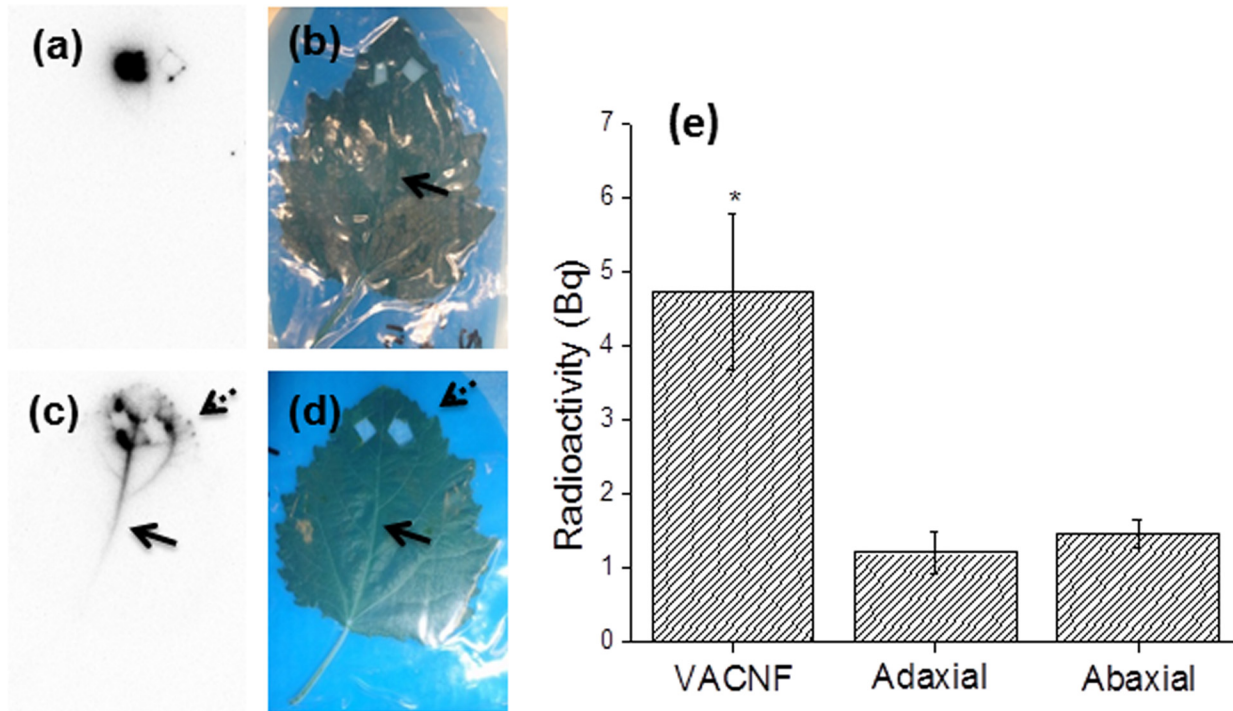 (a)
(b)
(c)
(d)
(e)
Radioactivity (Bq)
7
6
5
4
3
2
1
0
*
VACNF
Adaxial
Abaxial